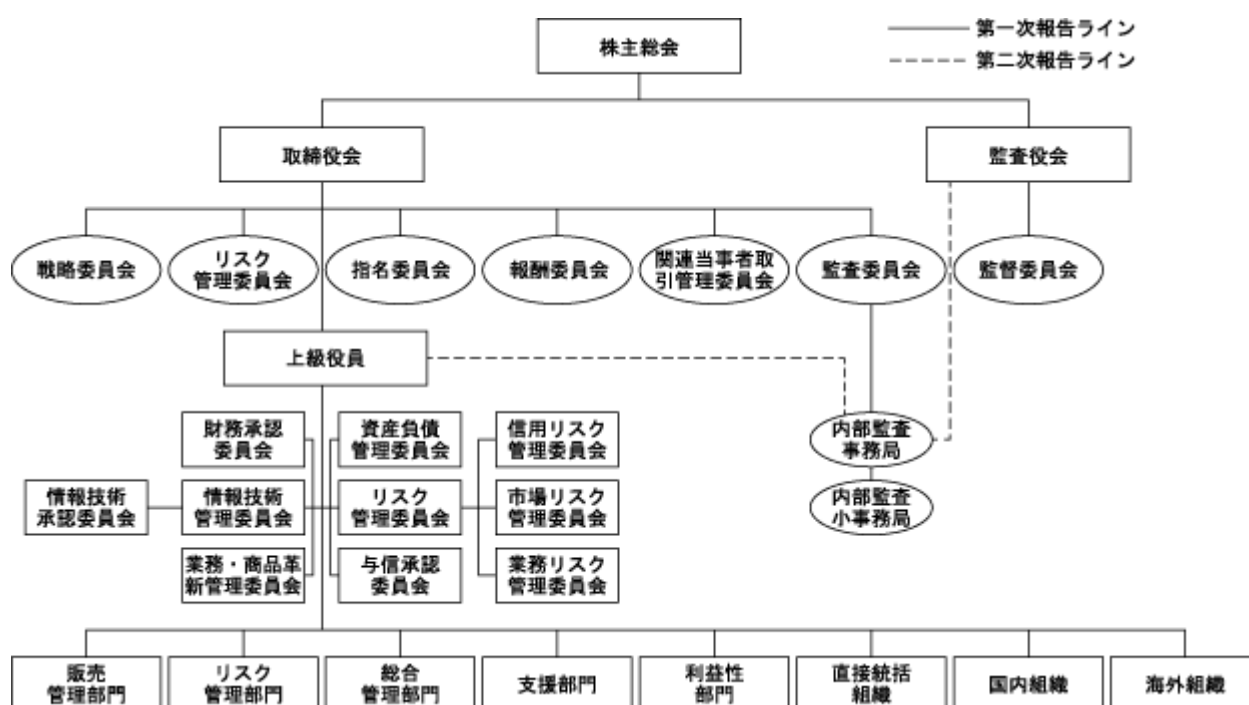 株主総会
第一次報告ライン
第二次報告ライン
取締役会
監査役会
戦略委員会
リスク
管理委員会
指名委員会
報酬委員会
関連当事者取
引管理委員会
監査委員会
監督委員会
上級役員
財務承認
委員会
資産負債
管理委員会
信用リスク
管理委員会
内部監査
事務局
情報技術
承認委員会
情報技術
管理委員会
リスク
管理委員会
市場リスク
管理委員会
内部監査
小事務局
業務・商品革
新管理委員会
与信承認
委員会
業務リスク
管理委員会
販売
管理部門
リスク
管理部門
総合
管理部門
支援部門
利益性
部門
直接統括
組織
国内組織
海外組織